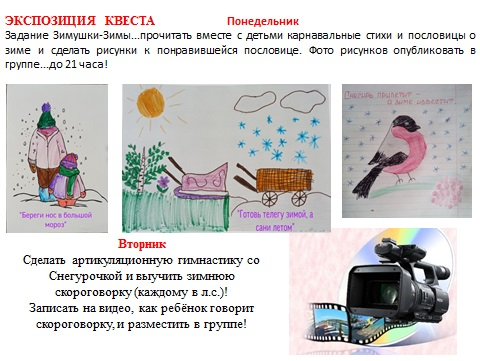 ЭКСПОЗИЦИЯ КВЕСТА Понедельник
Задание Зимушки-Зимы...прочитать вместе с детьми карнавальные стихи и пословицы о
зиме и сделать рисунки к понравившейся пословице. Фото рисунков опубликовать в
группе...до 21 часа!
"Береги нос в большой
мороз"
"Готовь телегу зимой, а
сани летом"
Снегирь прилетит -
о зиме известит.
Вторник
Сделать артикуляционную гимнастику со
Снегурочкой и выучить зимнюю
скороговорку (каждому в л.с.)!
Записать на видео, как ребёнок говорит
скороговорку, и разместить в группе!